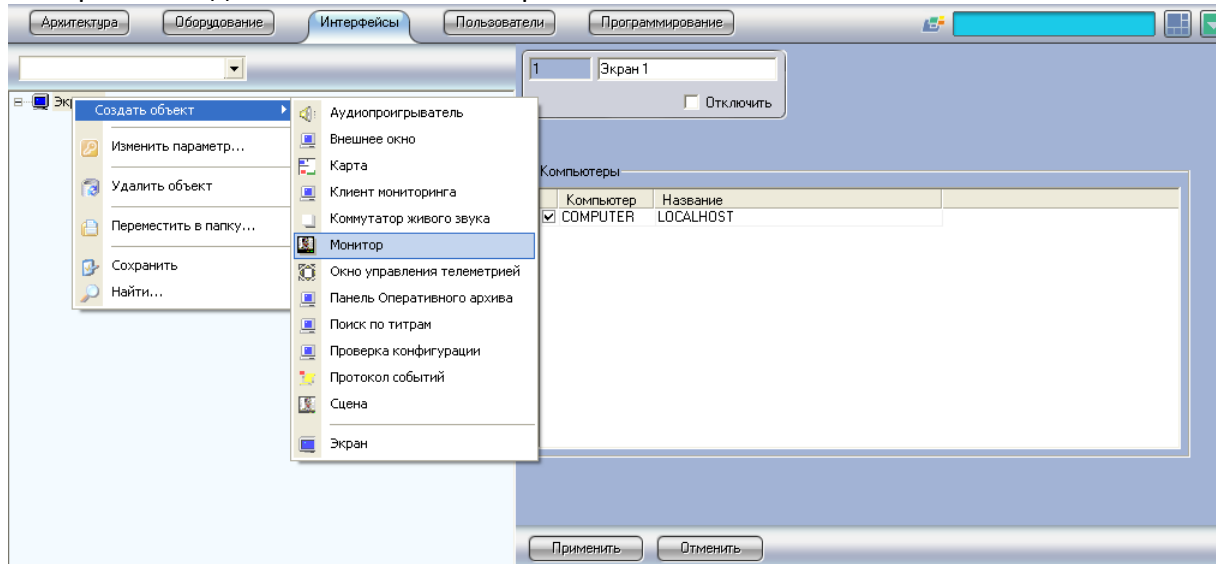 Архитектура Оборудование Интерфейсы Пользователи Программирование
1 Экран 1
Отключить
Создать объект
Изменить параметр...
Удалить объект
Переместить в папку...
Сохранить
Найти...
Аудиопроигрыватель
Внешнее окно
Карта
Клиент мониторинга
Коммутатор живого звука
Монитор
Окно управления телеметрией
Панель Оперативного архива
Поиск по титрам
Проверка конфигурации
Протокол событий
Сцена
Экран
Компьютеры
Компьютер Название
COMPUTER LOCALHOST
Применить Отменить